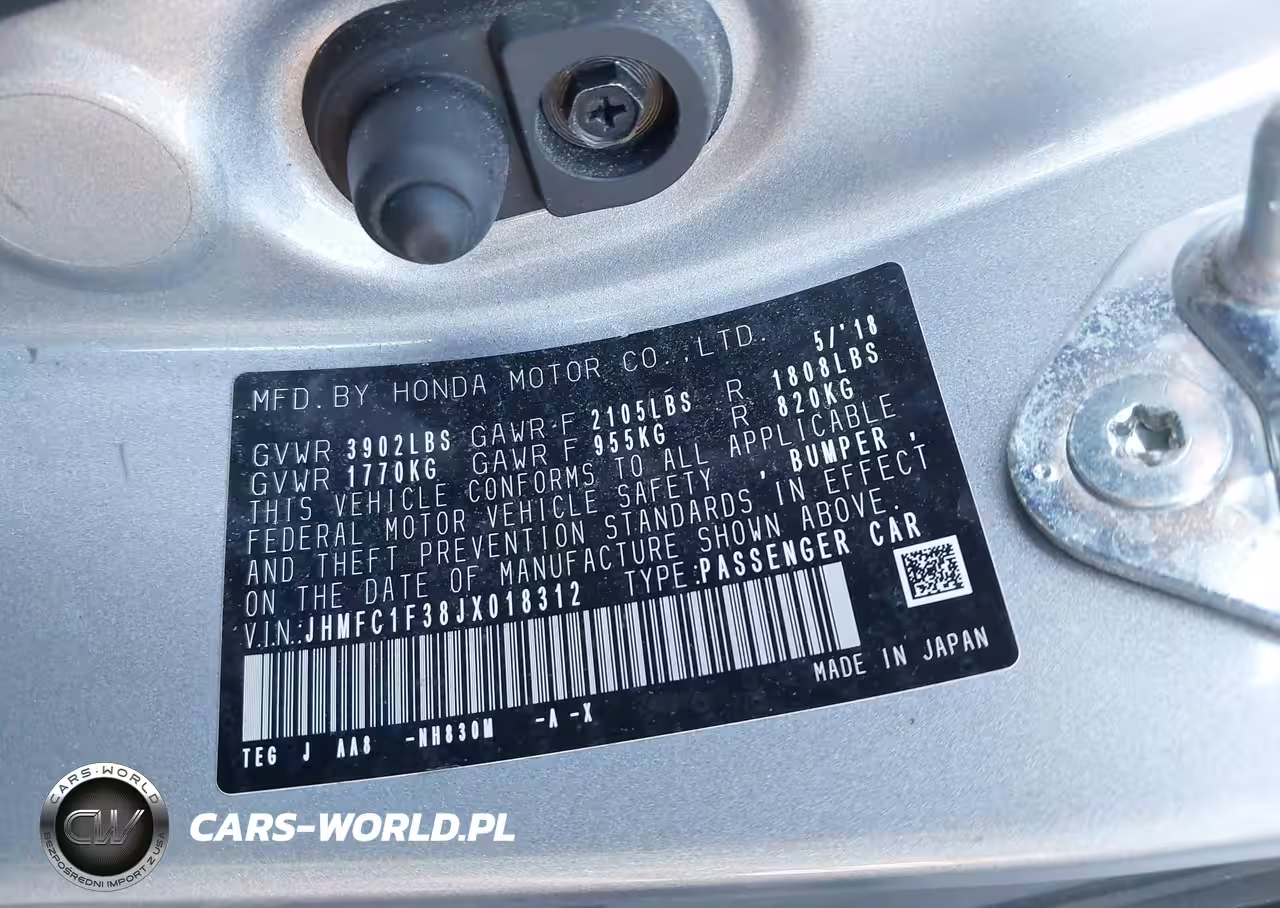 MFD. BY HONDA MOTOR CO., LTD. 5/'18
GVWR 3902LBS GAWR F 2105LBS R 1808LBS
GVWR 1770KG GAWR F 955KG R 820KG
THIS VEHICLE CONFORMS TO ALL APPLICABLE
FEDERAL MOTOR VEHICLE SAFETY , BUMPER ,
AND THEFT PREVENTION STANDARDS IN EFFECT
ON THE DATE OF MANUFACTURE SHOWN ABOVE.
V.I.N.:JHMFC1F38JX018312 TYPE:PASSENGER CAR
MADE IN JAPAN
TEG J AA8 -NH830M -A -X
CARS-WORLD
CW
BEZPOŚREDNI IMPORT Z USA
CARS-WORLD.PL